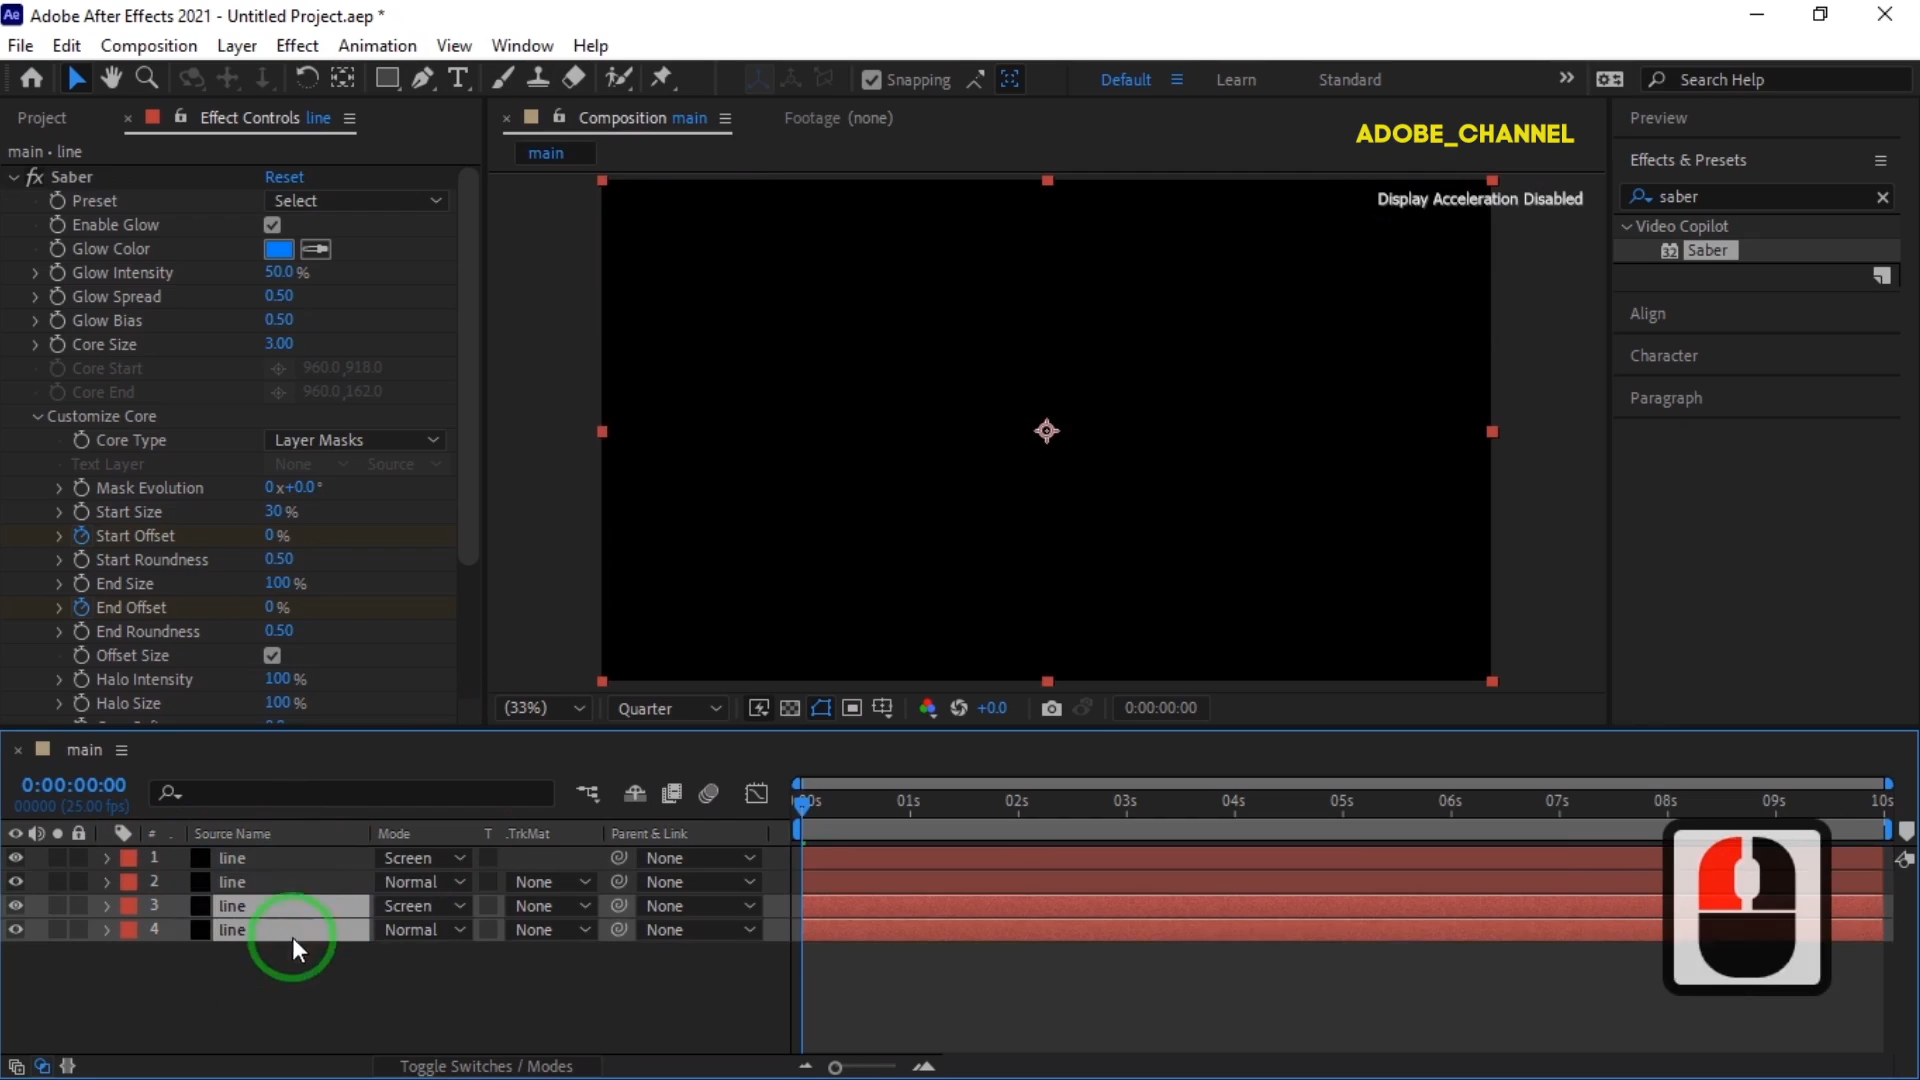 Ae Adobe After Effects 2021 - Untitled Project.aep *
File Edit Composition Layer Effect Animation View Window Help
Snapping Default Learn Standard Search Help
Project Effect Controls line Composition main Footage (none) ADOBE_CHANNEL Preview
main • line main
Effects & Presets
fx Saber Reset
Preset Select Display Acceleration Disabled saber
Enable Glow Video Copilot
Glow Color 32 Saber
Glow Intensity 50.0 %
Glow Spread 0.50
Align
Glow Bias 0.50
Core Size 3.00
Character
Core Start 960.0,918.0
Core End 960.0,162.0
Paragraph
Customize Core
Core Type Layer Masks
Text Layer None Source
Mask Evolution 0x+0.0°
Start Size 30 %
Start Offset 0 %
Start Roundness 0.50
End Size 100 %
End Offset 0 %
End Roundness 0.50
Offset Size
Halo Intensity 100 %
Halo Size 100 %
(33%) Quarter +0.0 0:00:00:00
main
0:00:00:00
00000 (25.00 fps)
01s 02s 03s 04s 05s 06s 07s 08s 09s 10s
# Source Name Mode T .TrkMat Parent & Link
1 line Screen None
2 line Normal None None
3 line Screen None None
4 line Normal None None
Toggle Switches / Modes